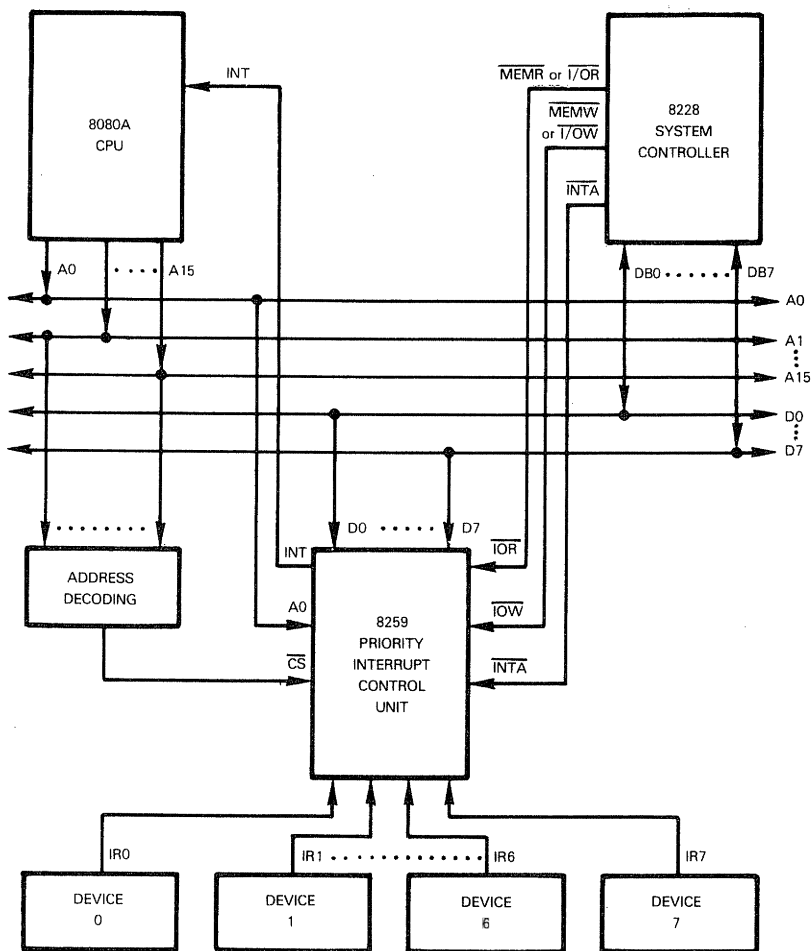 8080A
CPU
INT
MEMR or I/OR
MEMW
or I/OW
INTA
8228
SYSTEM
CONTROLLER
A0 ..... A15
DB0 ....... DB7
A0
A1
⋮
A15
D0
⋮
D7
.........
D0 ..... D7
ADDRESS
DECODING
INT
A0
CS
8259
PRIORITY
INTERRUPT
CONTROL
UNIT
IOR
IOW
INTA
IR0
IR1 ............... IR6
IR7
DEVICE
0
DEVICE
1
DEVICE
6
DEVICE
7